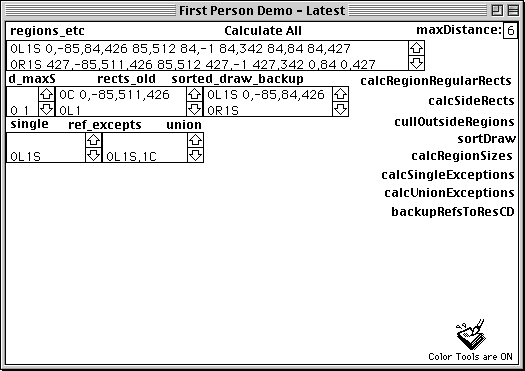 First Person Demo - Latest
regions_etc Calculate All maxDistance: 6
0L1S 0,-85,84,426 85,512 84,-1 84,342 84,84 84,427
0R1S 427,-85,511,426 85,512 427,-1 427,342 0,84 0,427
calcRegionRegularRects
d_maxS rects_old sorted_draw_backup
0C 0,-85,511,426 0L1S 0,-85,84,426
0 1 0L1 0R1S
calcSideRects
cullOutsideRegions
single ref_excepts union
sortDraw
calcRegionSizes
0L1S 0L1S,1C
calcSingleExceptions
calcUnionExceptions
backupRefsToResCD
Color Tools are ON